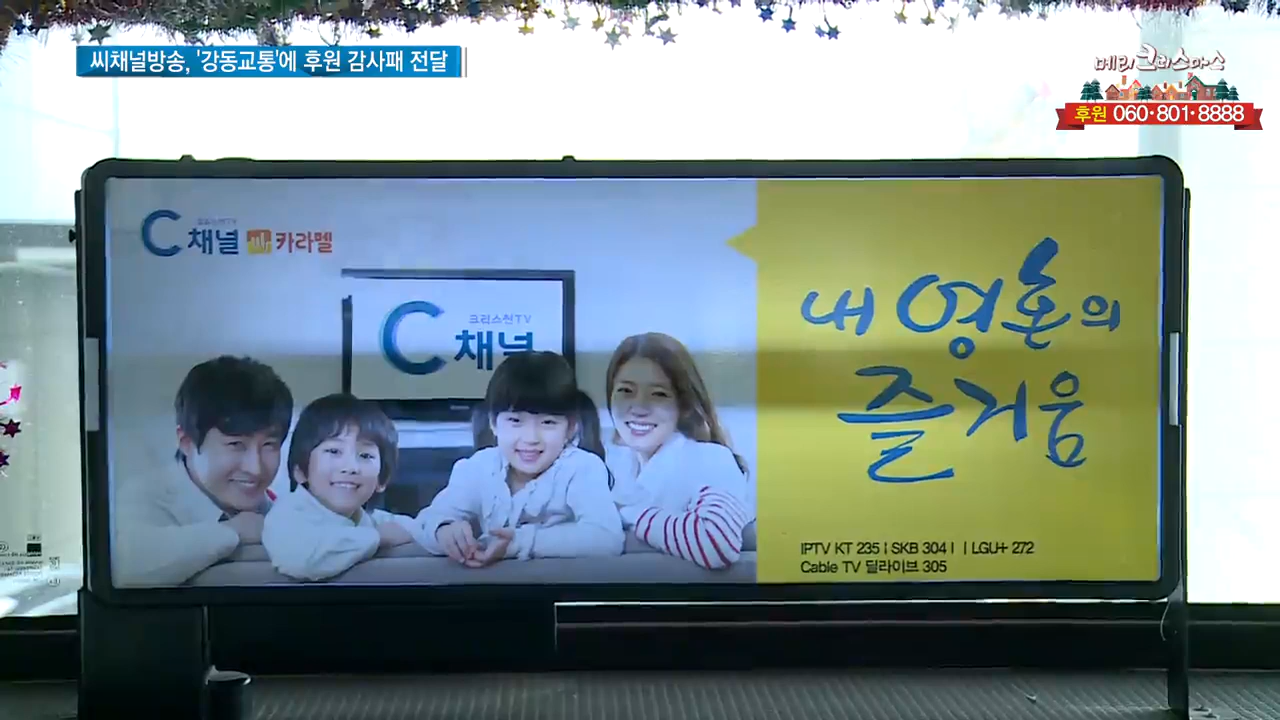 씨채널방송, '강동교통'에 후원 감사패 전달
메리크리스마스
후원 060·801·8888
C채널 카라멜
크리스천TV
C채널
내 영혼의
즐거움
IPTV KT 235 | SKB 304 | | LGU+ 272
Cable TV 딜라이브 305